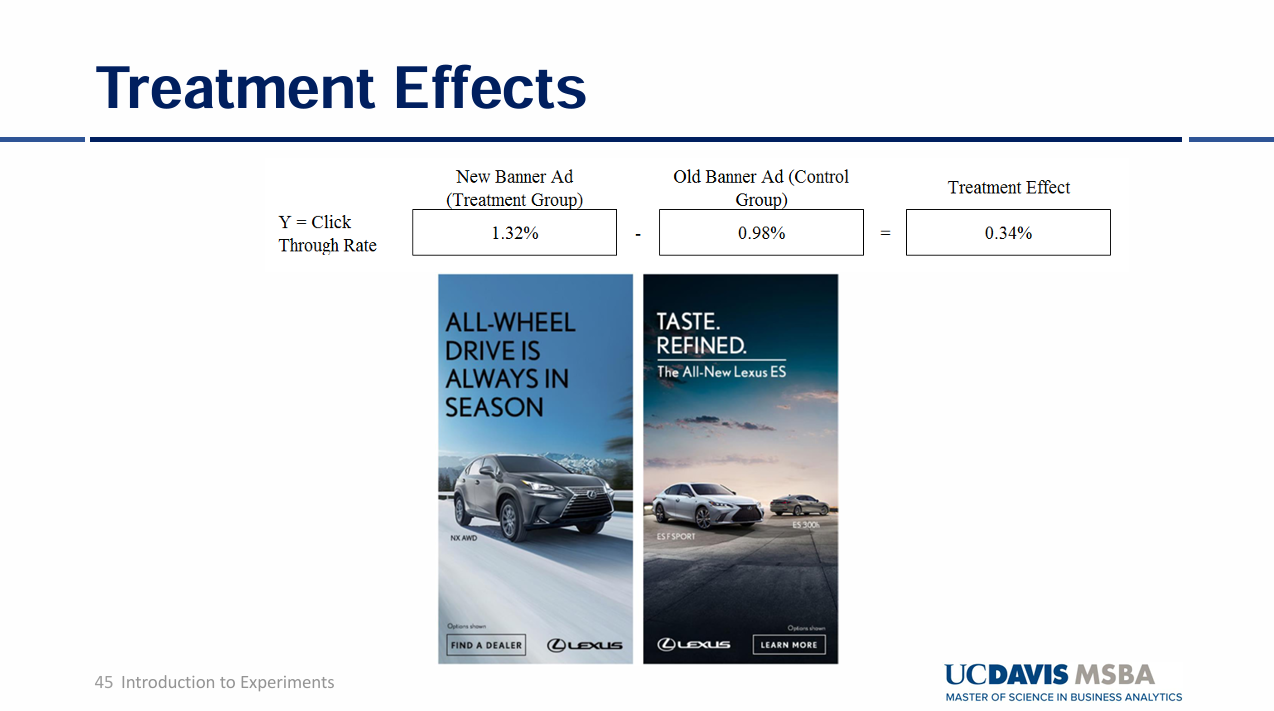 Treatment Effects
New Banner Ad
(Treatment Group)
Old Banner Ad (Control
Group)
Treatment Effect
Y = Click
Through Rate
1.32%
-
0.98%
=
0.34%
ALL-WHEEL
DRIVE IS
ALWAYS IN
SEASON
NX AWD
Options shown
FIND A DEALER
LEXUS
TASTE.
REFINED.
The All-New Lexus ES
ES 300h
ES F SPORT
Options shown
LEXUS
LEARN MORE
45 Introduction to Experiments
UCDAVIS MSBA
MASTER OF SCIENCE IN BUSINESS ANALYTICS